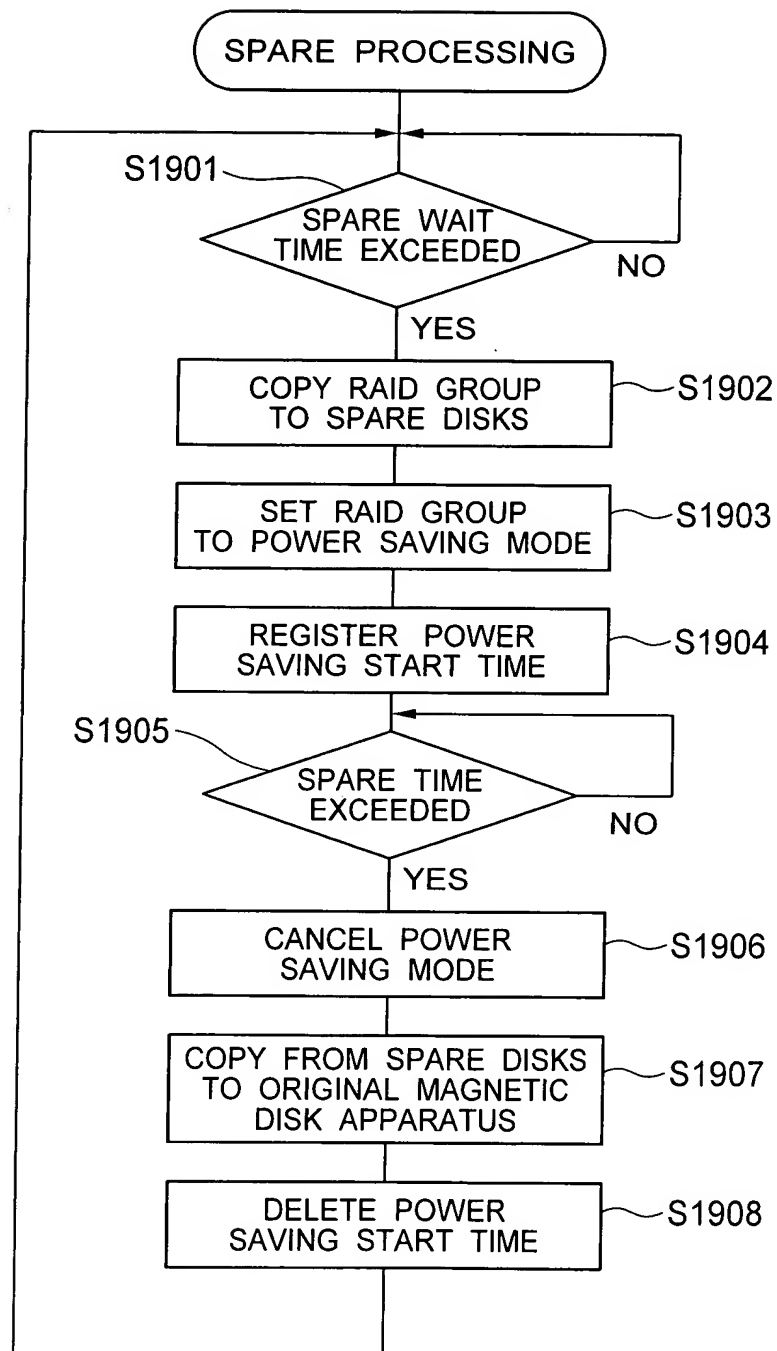 SPARE PROCESSING
S1901
SPARE WAIT
TIME EXCEEDED
NO
YES
COPY RAID GROUP
TO SPARE DISKS
S1902
SET RAID GROUP
TO POWER SAVING MODE
S1903
REGISTER POWER
SAVING START TIME
S1904
S1905
SPARE TIME
EXCEEDED
NO
YES
CANCEL POWER
SAVING MODE
S1906
COPY FROM SPARE DISKS
TO ORIGINAL MAGNETIC
DISK APPARATUS
S1907
DELETE POWER
SAVING START TIME
S1908